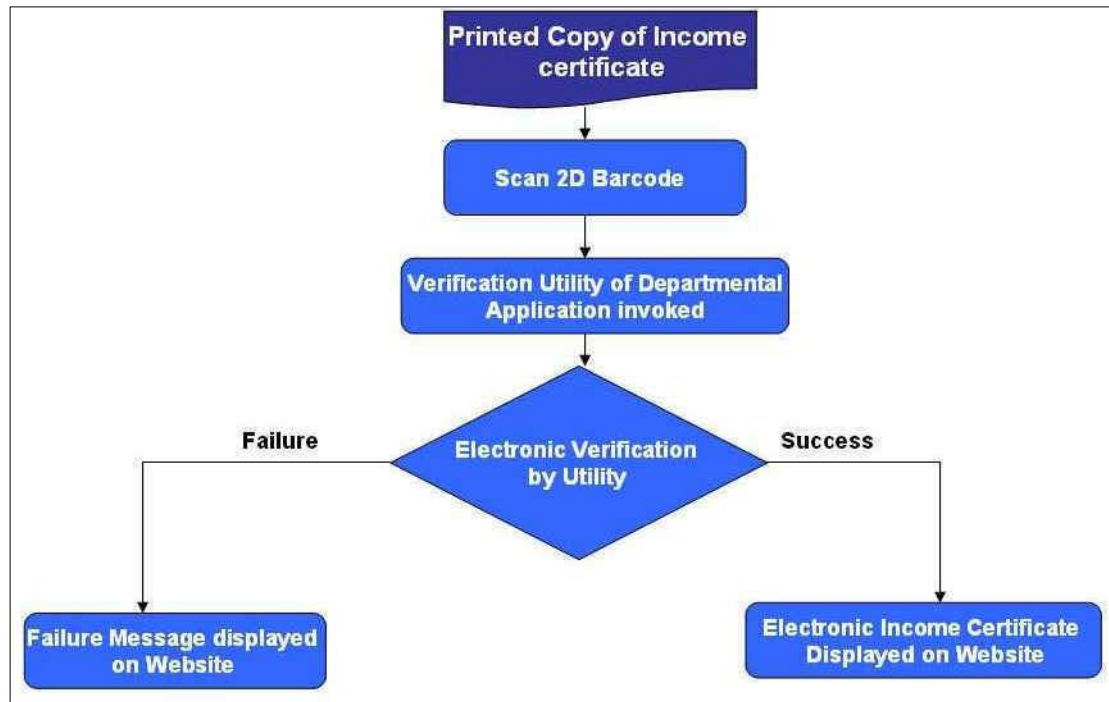 Printed Copy of Income
certificate
Scan 2D Barcode
Verification Utility of Departmental
Application invoked
Electronic Verification
by Utility
Failure
Success
Failure Message displayed
on Website
Electronic Income Certificate
Displayed on Website